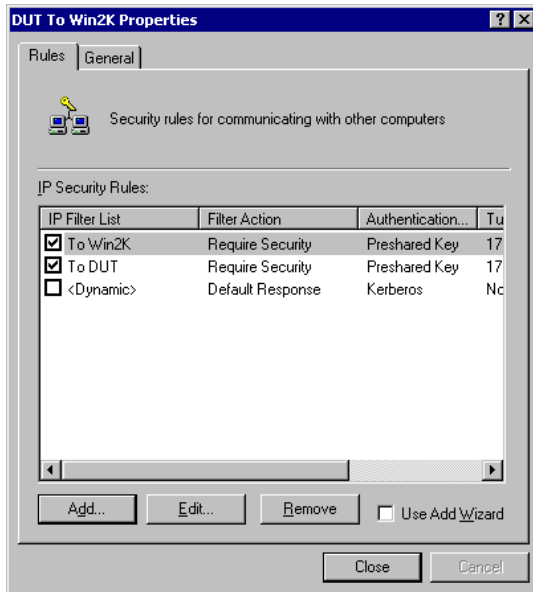 DUT To Win2K Properties
Rules General
Security rules for communicating with other computers
IP Security Rules:
IP Filter List Filter Action Authentication... Tu
To Win2K Require Security Preshared Key 17
To DUT Require Security Preshared Key 17
<Dynamic> Default Response Kerberos No
Add... Edit... Remove Use Add Wizard
Close Cancel